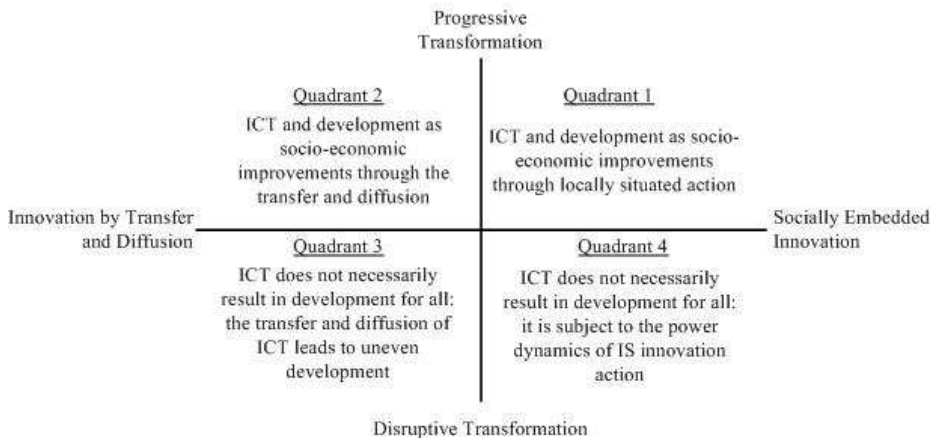 Progressive
Transformation
Quadrant 2
ICT and development as
socio-economic
improvements through the
transfer and diffusion
Quadrant 1
ICT and development as socio-
economic improvements
through locally situated action
Innovation by Transfer
and Diffusion
Socially Embedded
Innovation
Quadrant 3
ICT does not necessarily
result in development for all:
the transfer and diffusion of
ICT leads to uneven
development
Quadrant 4
ICT does not necessarily
result in development for all:
it is subject to the power
dynamics of IS innovation
action
Disruptive Transformation